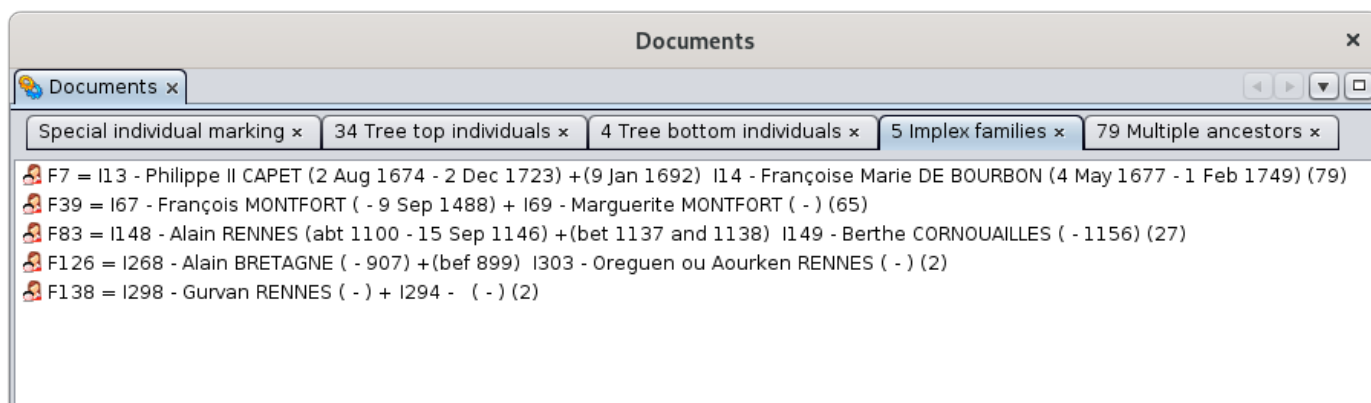 Documents
Documents
Special individual marking 34 Tree top individuals 4 Tree bottom individuals 5 Implex families 79 Multiple ancestors
F7 = I13 - Philippe II CAPET (2 Aug 1674 - 2 Dec 1723) +(9 Jan 1692)  I14 - Françoise Marie DE BOURBON (4 May 1677 - 1 Feb 1749) (79)
F39 = I67 - François MONTFORT ( - 9 Sep 1488) + I69 - Marguerite MONTFORT ( - ) (65)
F83 = I148 - Alain RENNES (abt 1100 - 15 Sep 1146) +(bet 1137 and 1138)  I149 - Berthe CORNOUAILLES ( - 1156) (27)
F126 = I268 - Alain BRETAGNE ( - 907) +(bef 899)  I303 - Oreguen ou Aourken RENNES ( - ) (2)
F138 = I298 - Gurvan RENNES ( - ) + I294 -   ( - ) (2)